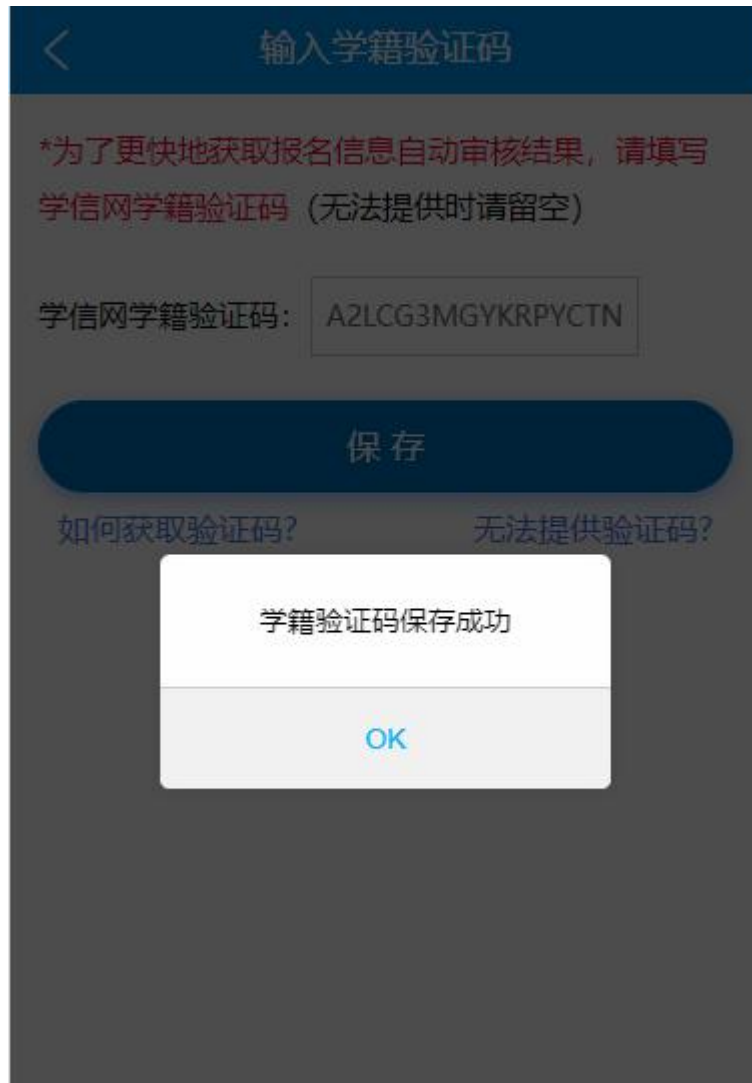 输入学籍验证码
*为了更快地获取报名信息自动审核结果，请填写
学信网学籍验证码（无法提供时请留空）
学信网学籍验证码： A2LCG3MGYKRPYCTN
保存
如何获取验证码? 无法提供验证码?
学籍验证码保存成功
OK